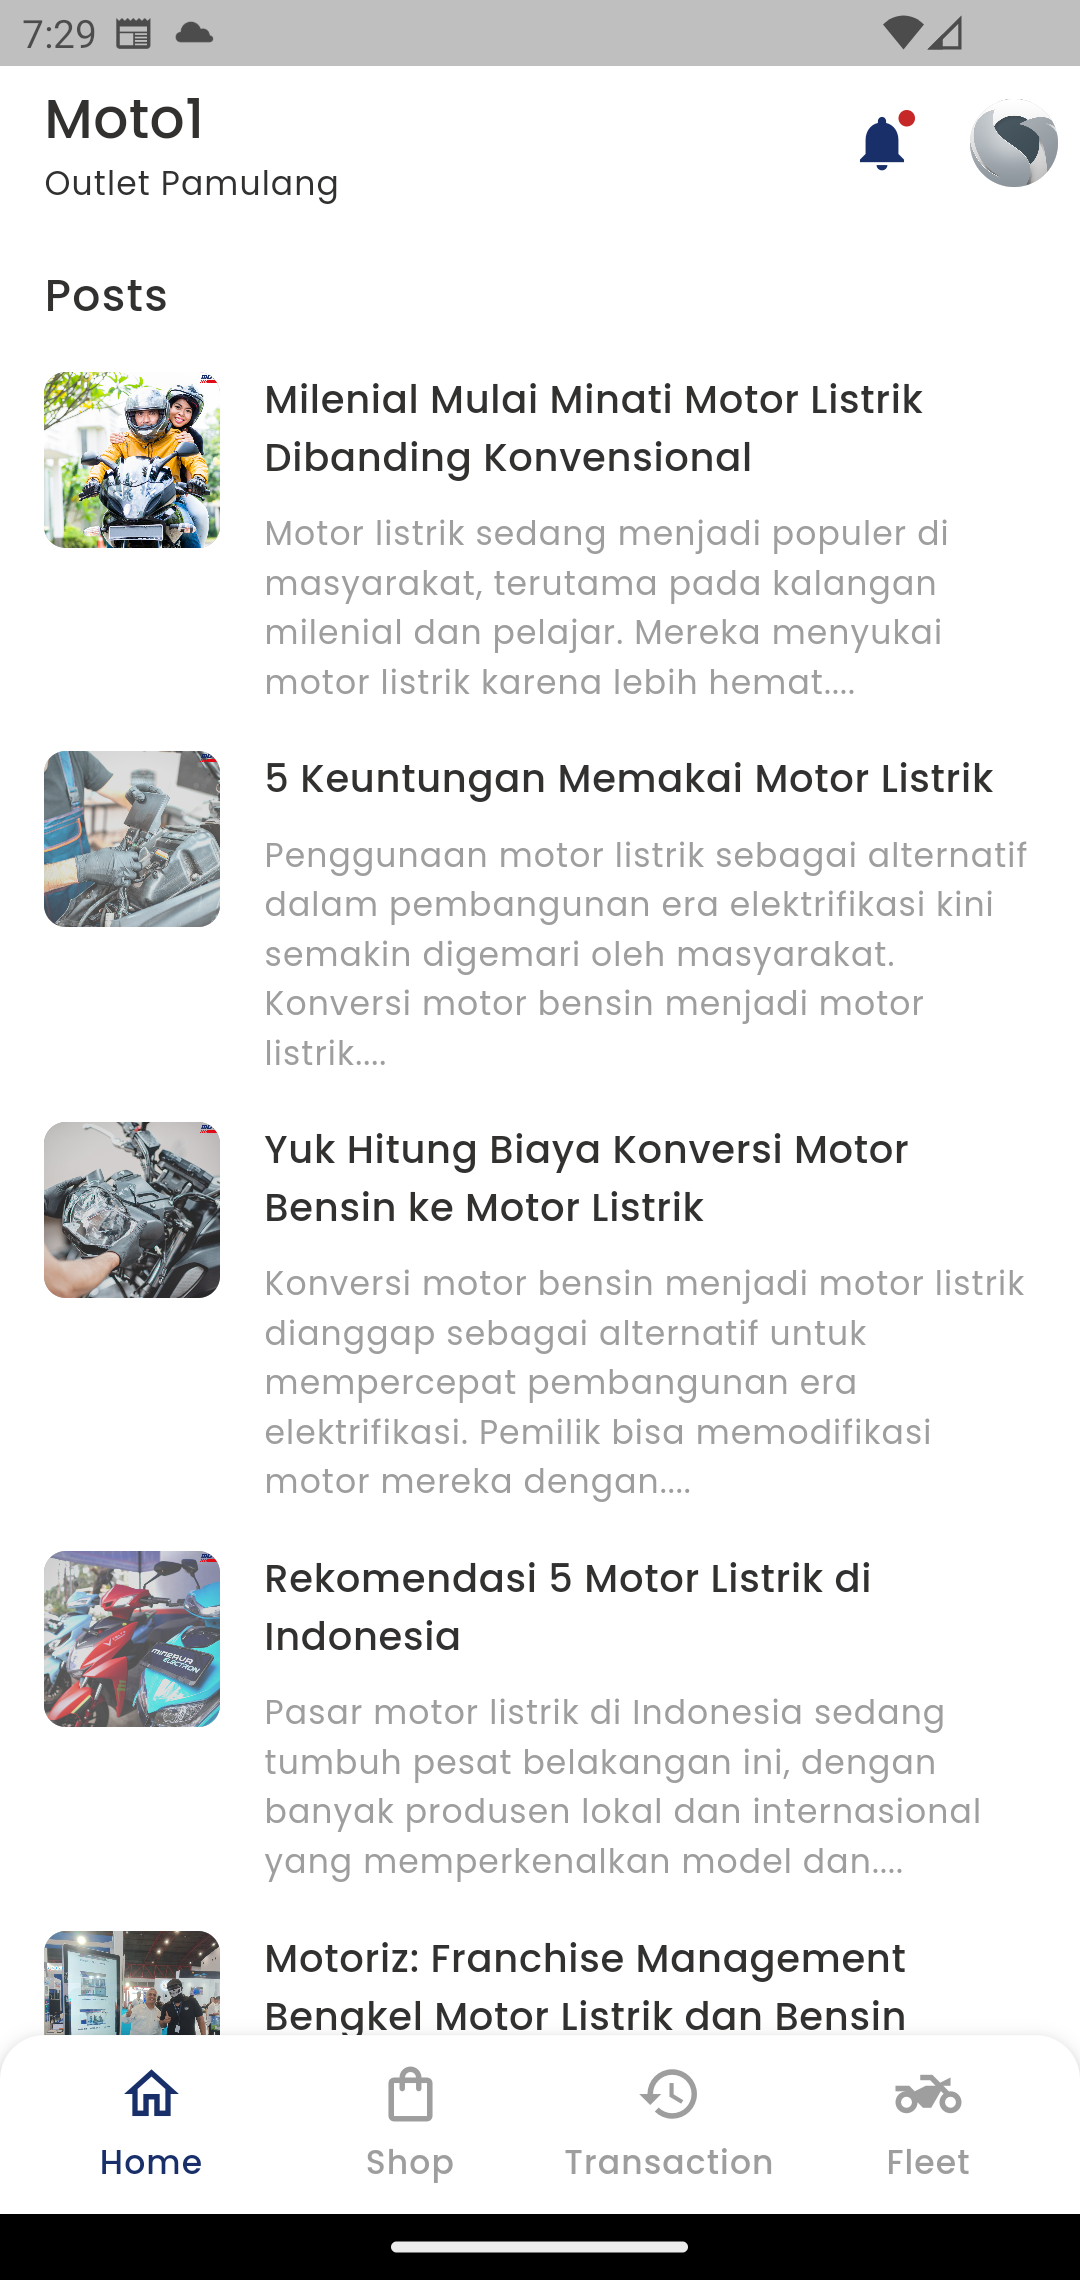 7:29
Moto1
Outlet Pamulang
Posts
Milenial Mulai Minati Motor Listrik
Dibanding Konvensional
Motor listrik sedang menjadi populer di
masyarakat, terutama pada kalangan
milenial dan pelajar. Mereka menyukai
motor listrik karena lebih hemat....
5 Keuntungan Memakai Motor Listrik
Penggunaan motor listrik sebagai alternatif
dalam pembangunan era elektrifikasi kini
semakin digemari oleh masyarakat.
Konversi motor bensin menjadi motor
listrik....
Yuk Hitung Biaya Konversi Motor
Bensin ke Motor Listrik
Konversi motor bensin menjadi motor listrik
dianggap sebagai alternatif untuk
mempercepat pembangunan era
elektrifikasi. Pemilik bisa memodifikasi
motor mereka dengan....
Rekomendasi 5 Motor Listrik di
Indonesia
MINERVA
ELECTRON
Pasar motor listrik di Indonesia sedang
tumbuh pesat belakangan ini, dengan
banyak produsen lokal dan internasional
yang memperkenalkan model dan....
Motoriz: Franchise Management
Bengkel Motor Listrik dan Bensin
Home
Shop
Transaction
Fleet